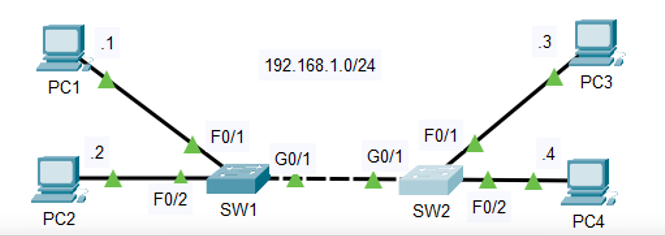 .1
192.168.1.0/24
.3
PC1
PC3
F0/1
F0/1
.2
G0/1
G0/1
.4
F0/2
SW1
SW2
F0/2
PC2
PC4